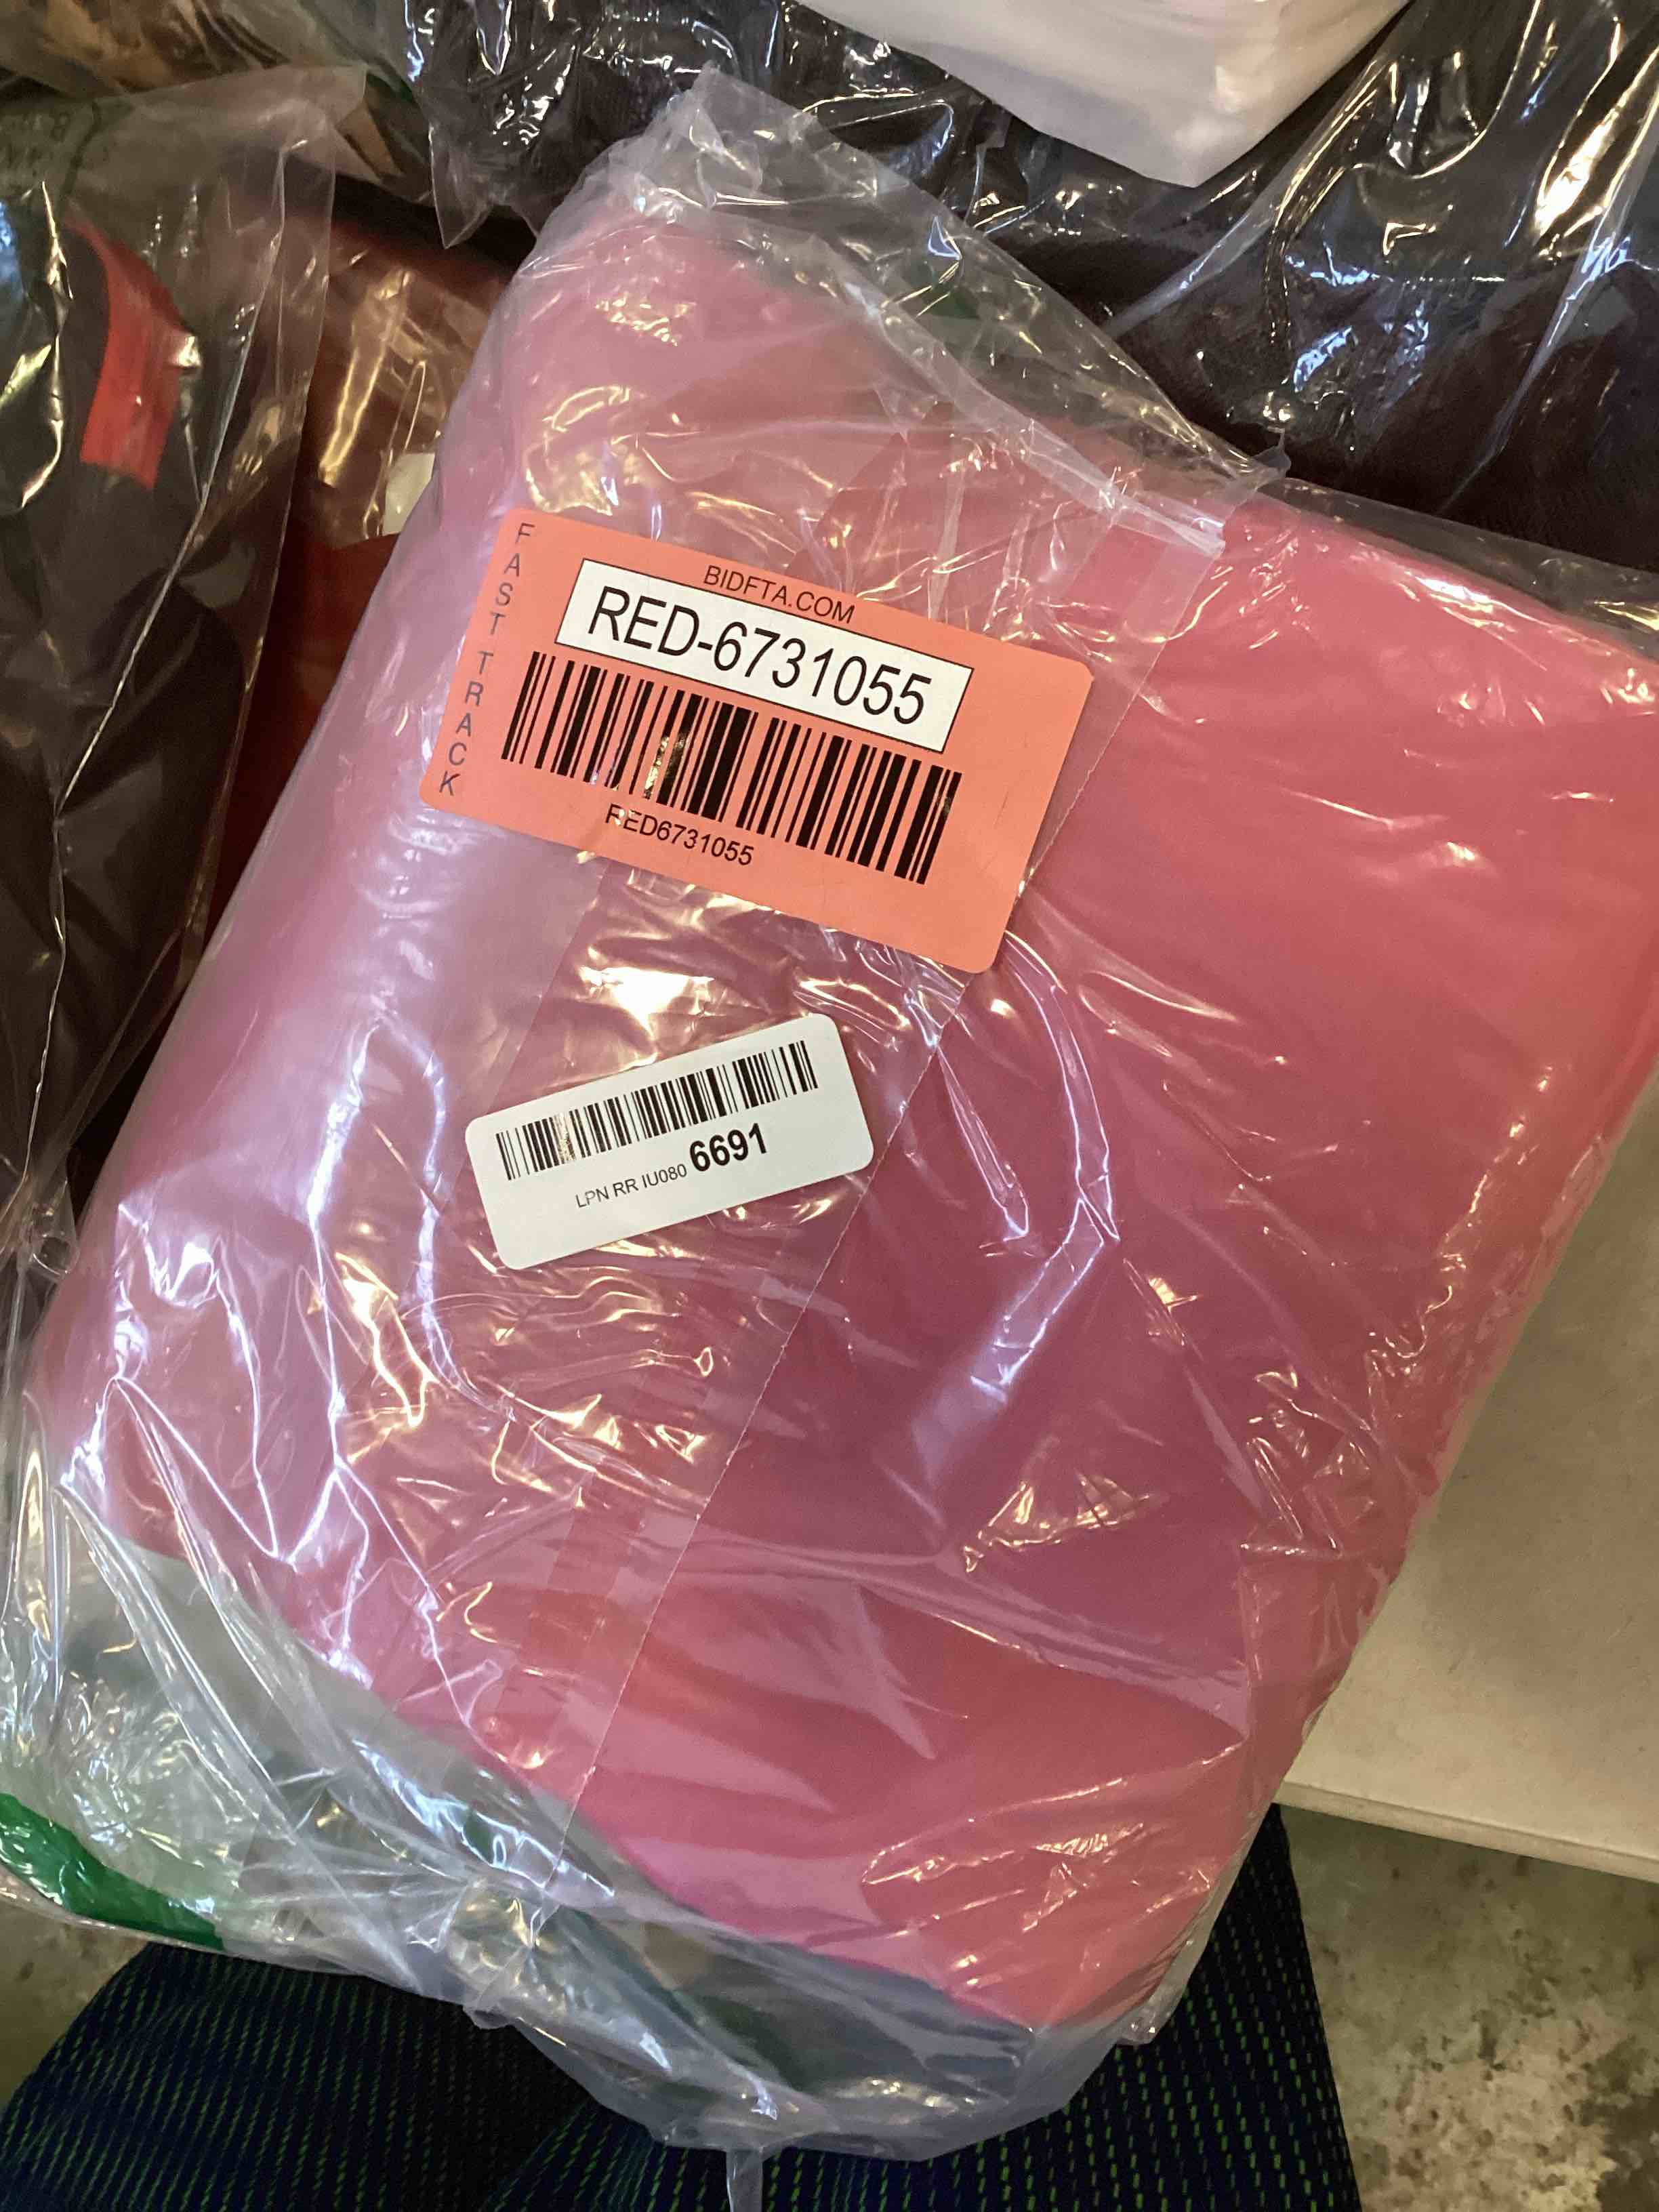 BIDFTA.COM
FAST TRACK
RED-6731055
RED6731055
LPN RR IU080 6691